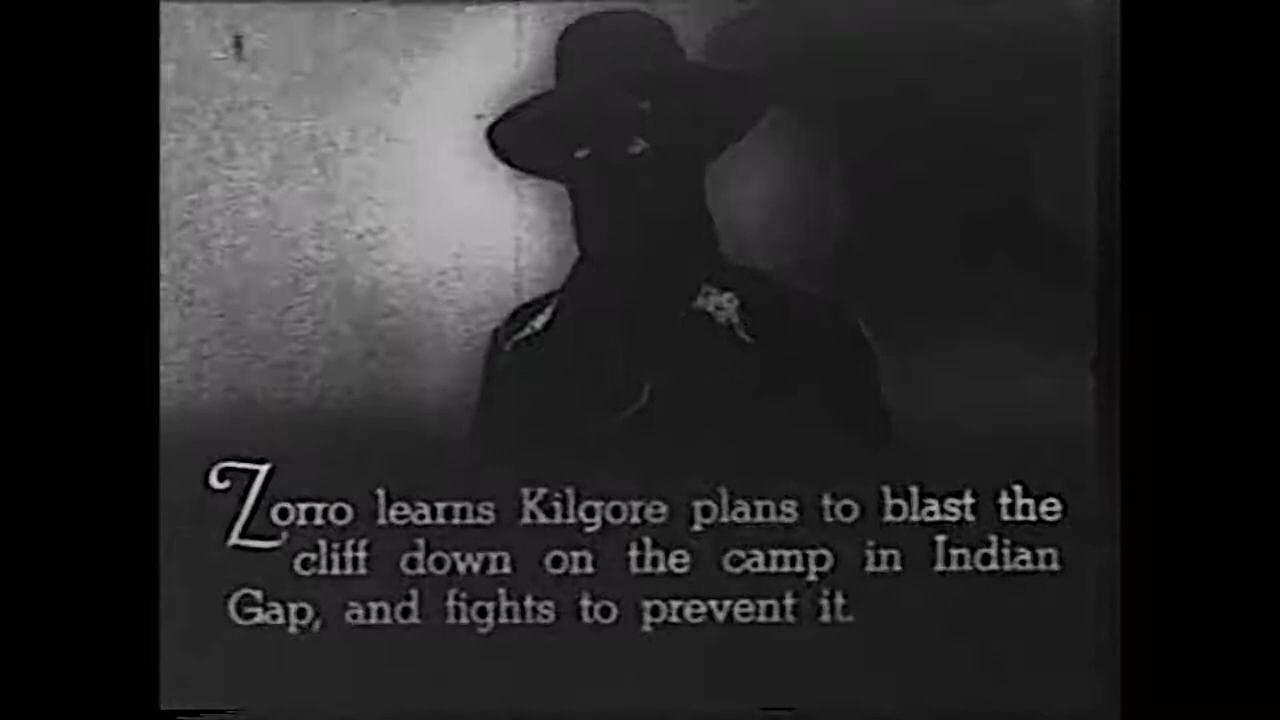 Zorro learns Kilgore plans to blast the
cliff down on the camp in Indian
Gap, and fights to prevent it.